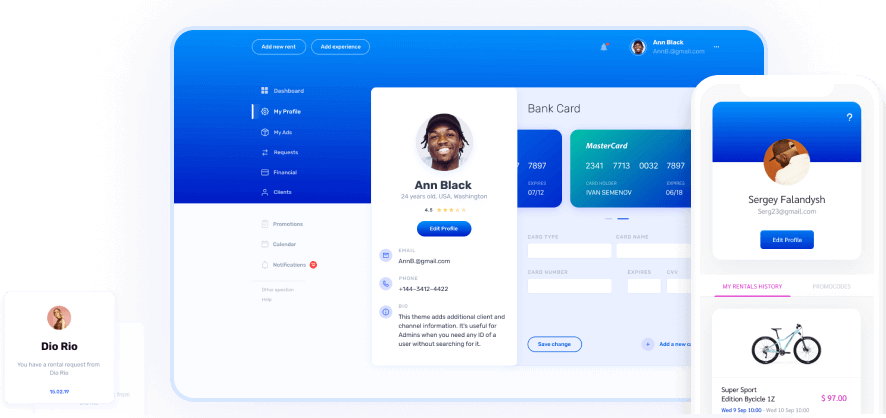 Add new rent
Add experience
Ann Black
AnnB.@gmail.com
Dashboard
My Profile
My Ads
Requests
Financial
Clients
Promotions
Calendar
Notifications
12
Other question
Help
Ann Black
24 years old, USA, Washington
4.5
Edit Profile
EMAIL
AnnB.@gmail.com
PHONE
+144-3412-4422
BIO
This theme adds additional client and
channel information. It's useful for
Admins when you need any ID of a
user without searching for it.
Bank Card
7 7897
EXPIRES
07/12
MasterCard
2341 7713 0032 7897
CARD HOLDER
EXPIRES
IVAN SEMENOV
06/18
CARD TYPE
CARD NAME
CARD NUMBER
EXPIRES
CVV
Save change
+ Add a new ca
?
Sergey Falandysh
Serg23@gmail.com
Edit Profile
MY RENTALS HISTORY
PROMOCODES
Super Sport
Edition Bycicle 1Z
$ 97.00
Wed 9 Sep 10:00 - Wed 10 Sep 10:00
Dio Rio
You have a rental request from
Dio Rio
15.02.19